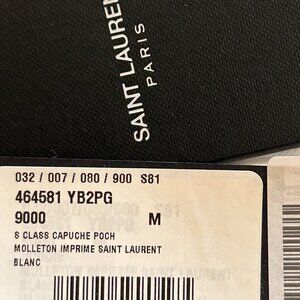 SAINT LAURENT
PARIS
032 / 007 / 080 / 900 S81
464581 YB2PG
9000 M
S CLASS CAPUCHE POCH
MOLLETON IMPRIME SAINT LAURENT
BLANC